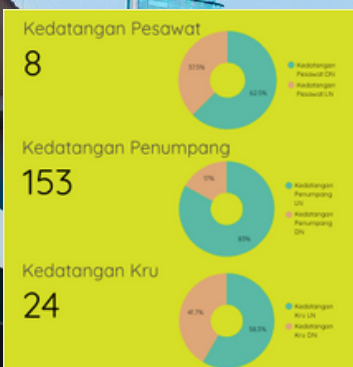 Kedatangan Pesawat
8
37.5%
62.5%
Kedatangan
Pesawat DN
Kedatangan
Pesawat LN
Kedatangan Penumpang
153
17%
83%
Kedatangan
Penumpang
LN
Kedatangan
Penumpang
DN
Kedatangan Kru
24
41.7%
58.3%
Kedatangan
Kru LN
Kedatangan
Kru DN